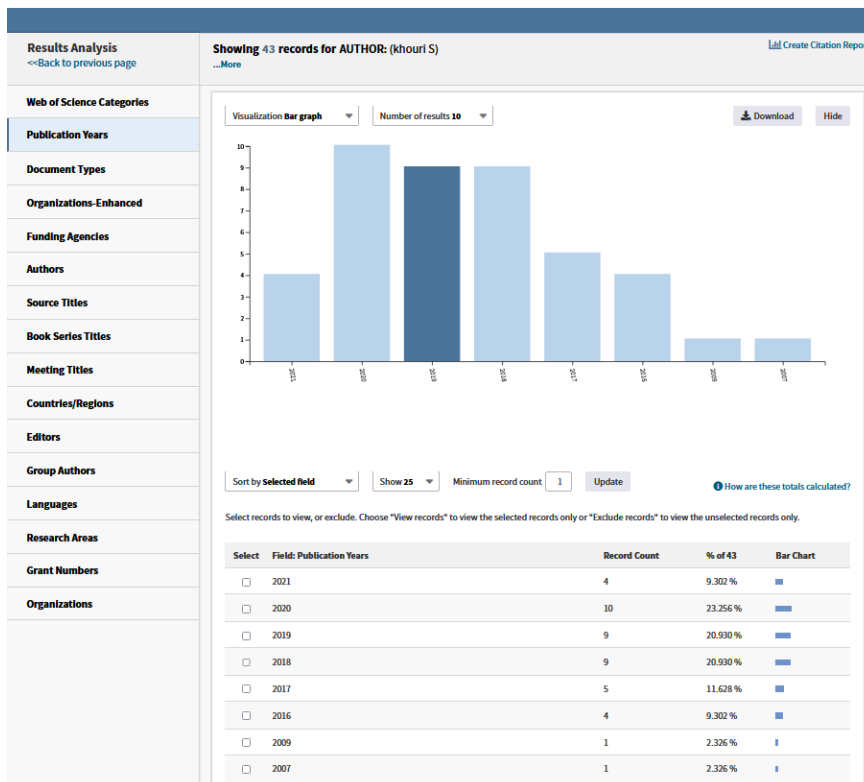 Results Analysis
<<Back to previous page
Showing 43 records for AUTHOR: (khouri S)
...More
Create Citation Repor
Web of Science Categories
Publication Years
Document Types
Organizations-Enhanced
Funding Agencies
Authors
Source Titles
Book Series Titles
Meeting Titles
Countries/Regions
Editors
Group Authors
Languages
Research Areas
Grant Numbers
Organizations
Visualization Bar graph
Number of results 10
Download
Hide
10
9
8
7
6
5
4
3
2
1
0
2021 2020 2019 2018 2017 2016 2009 2007
Sort by Selected field
Show 25
Minimum record count 1
Update
How are these totals calculated?
Select records to view, or exclude. Choose "View records" to view the selected records only or "Exclude records" to view the unselected records only.
Select Field: Publication Years Record Count % of 43 Bar Chart
2021 4 9.302 %
2020 10 23.256 %
2019 9 20.930 %
2018 9 20.930 %
2017 5 11.628 %
2016 4 9.302 %
2009 1 2.326 %
2007 1 2.326 %